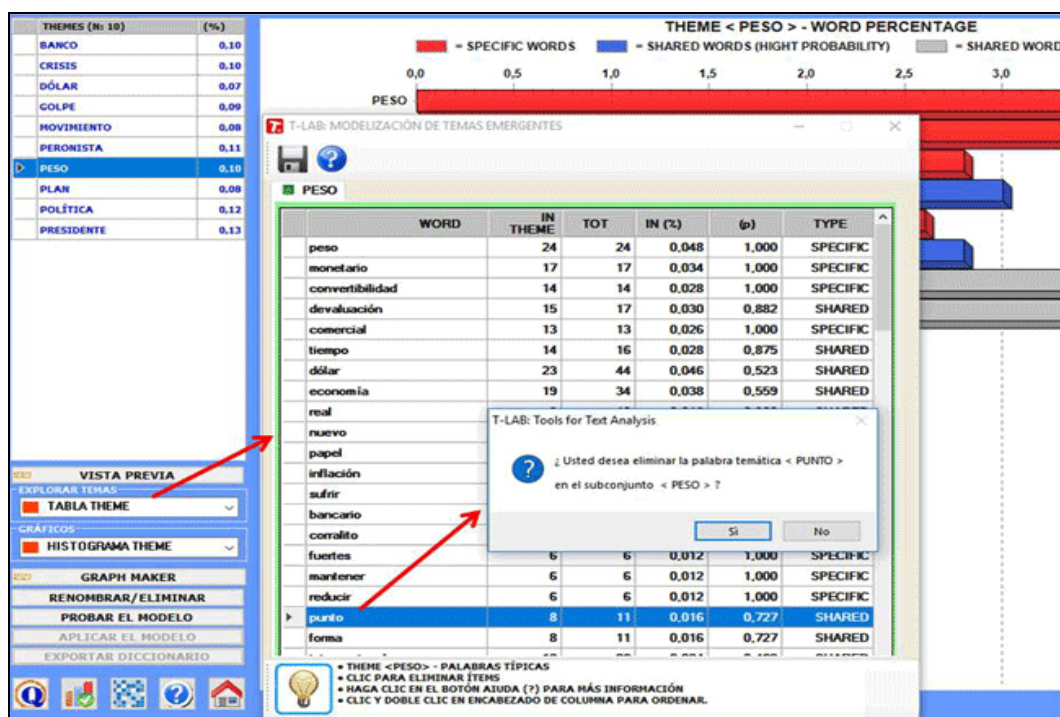 THEMES (N: 10) (%)
BANCO 0,10
CRISIS 0,10
DÓLAR 0,07
GOLPE 0,09
MOVIMIENTO 0,08
PERONISTA 0,11
PESO 0,10
PLAN 0,08
POLÍTICA 0,12
PRESIDENTE 0,13
VISTA PREVIA
EXPLORAR TEMAS
TABLA THEME
GRÁFICOS
HISTOGRAMA THEME
GRAPH MAKER
RENOMBRAR/ELIMINAR
PROBAR EL MODELO
APLICAR EL MODELO
EXPORTAR DICCIONARIO
THEME < PESO > - WORD PERCENTAGE
= SPECIFIC WORDS = SHARED WORDS (HIGHT PROBABILITY) = SHARED WORD
0,0 0,5 1,0 1,5 2,0 2,5 3,0
PESO
T-LAB: MODELIZACIÓN DE TEMAS EMERGENTES
PESO
WORD IN THEME TOT IN (%) (p) TYPE
peso 24 24 0,048 1,000 SPECIFIC
monetario 17 17 0,034 1,000 SPECIFIC
convertibilidad 14 14 0,028 1,000 SPECIFIC
devaluación 15 17 0,030 0,882 SHARED
comercial 13 13 0,026 1,000 SPECIFIC
tiempo 14 16 0,028 0,875 SHARED
dólar 23 44 0,046 0,523 SHARED
economía 19 34 0,038 0,559 SHARED
real
nuevo
papel
inflación
sufrir
bancario
corralito
fuertes 6 6 0,012 1,000 SPECIFIC
mantener 6 6 0,012 1,000 SPECIFIC
reducir 6 6 0,012 1,000 SPECIFIC
punto 8 11 0,016 0,727 SHARED
forma 8 11 0,016 0,727 SHARED
T-LAB: Tools for Text Analysis
¿ Usted desea eliminar la palabra temática < PUNTO >
en el subconjunto < PESO > ?
Sì No
• THEME <PESO> - PALABRAS TÍPICAS
• CLIC PARA ELIMINAR ÍTEMS
• HAGA CLIC EN EL BOTÓN AIUDA (?) PARA MÁS INFORMACIÓN
• CLIC Y DOBLE CLIC EN ENCABEZADO DE COLUMNA PARA ORDENAR.